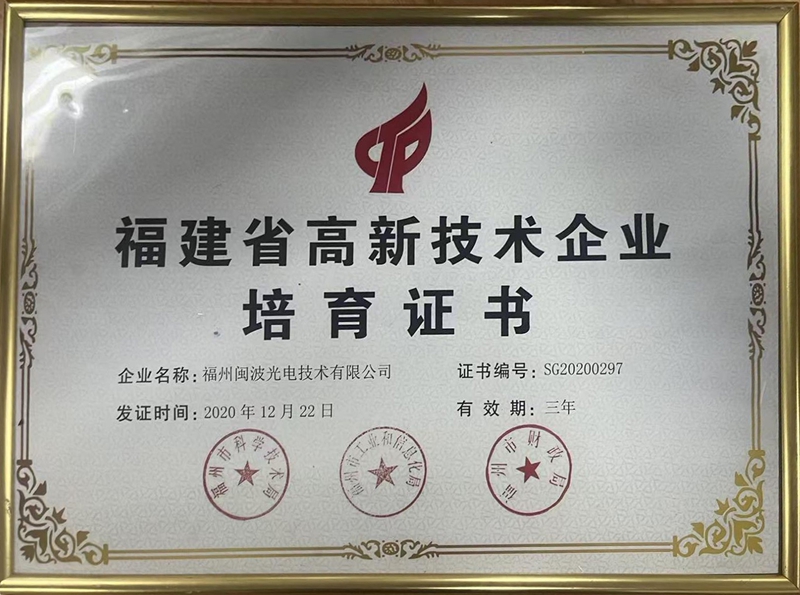 福建省高新技术企业
培育证书
企业名称：福州闽波光电技术有限公司 证书编号：SG20200297
发证时间：2020年12月22日 有效期：三年
福州市科学技术局
福州市工业和信息化局
福州市财政局